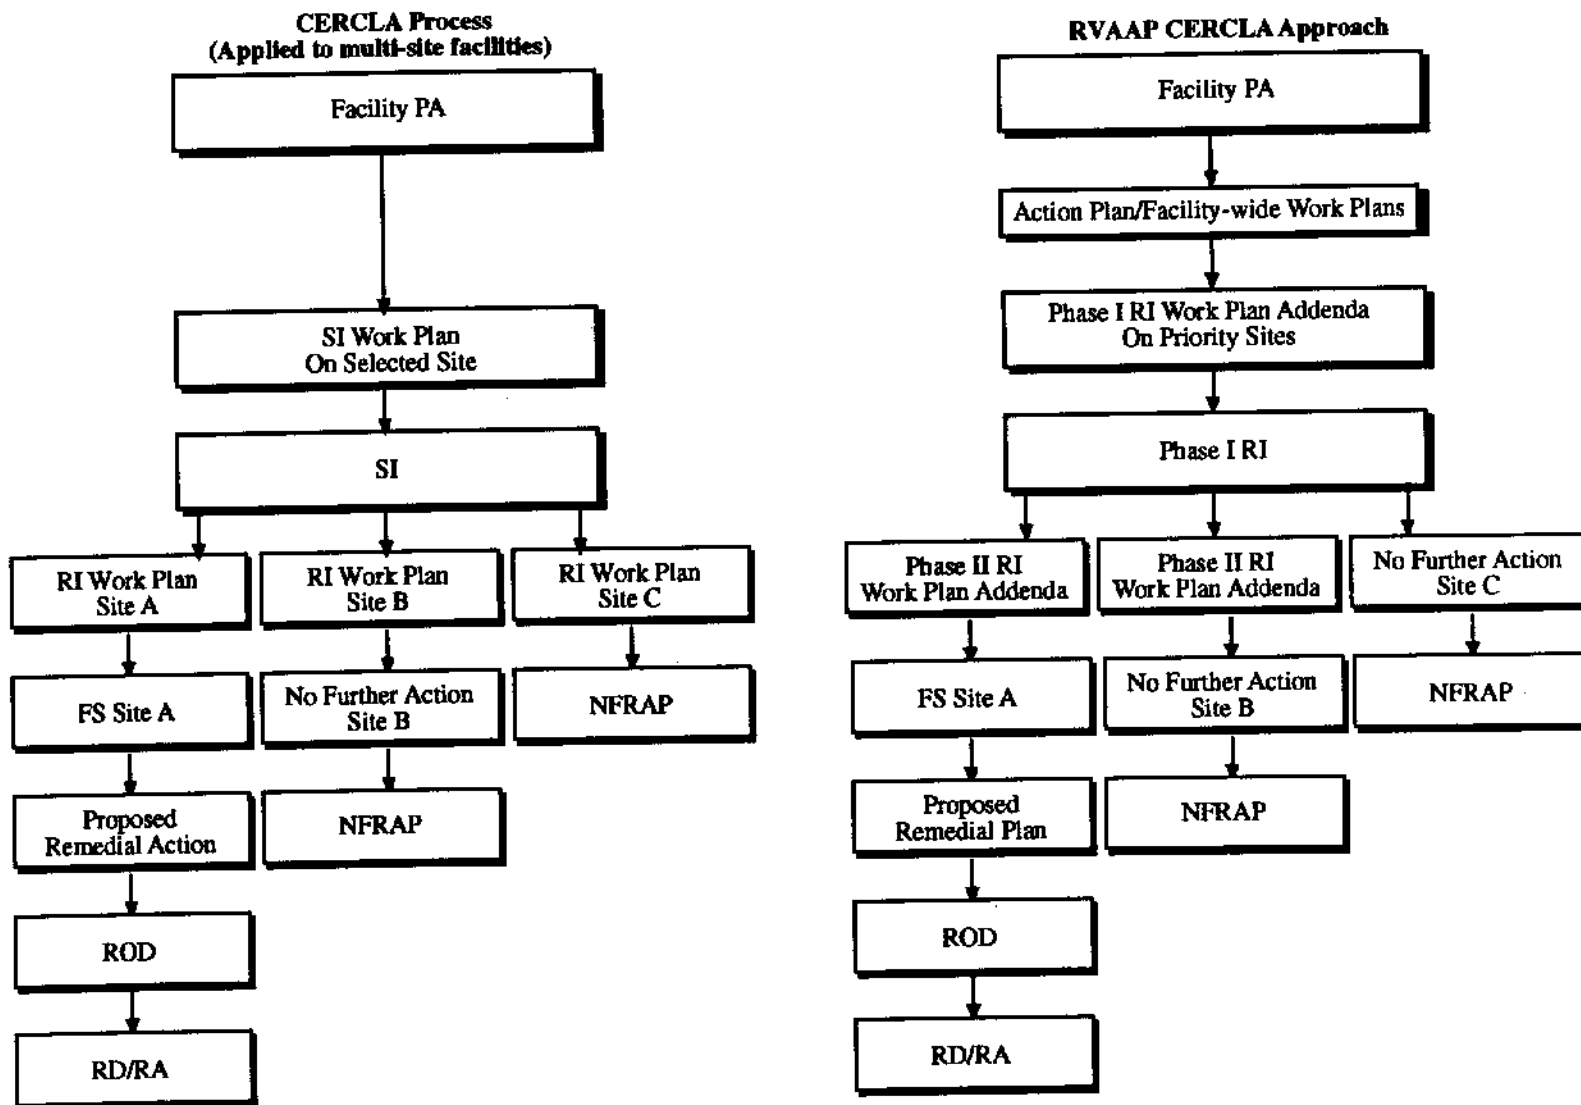 CERCLA Process
(Applied to multi-site facilities)
Facility PA
SI Work Plan
On Selected Site
SI
RI Work Plan
Site A
RI Work Plan
Site B
RI Work Plan
Site C
FS Site A
No Further Action
Site B
NFRAP
Proposed
Remedial Action
NFRAP
ROD
RD/RA
RVAAP CERCLA Approach
Facility PA
Action Plan/Facility-wide Work Plans
Phase I RI Work Plan Addenda
On Priority Sites
Phase I RI
Phase II RI
Work Plan Addenda
Phase II RI
Work Plan Addenda
No Further Action
Site C
FS Site A
No Further Action
Site B
NFRAP
Proposed
Remedial Plan
NFRAP
ROD
RD/RA